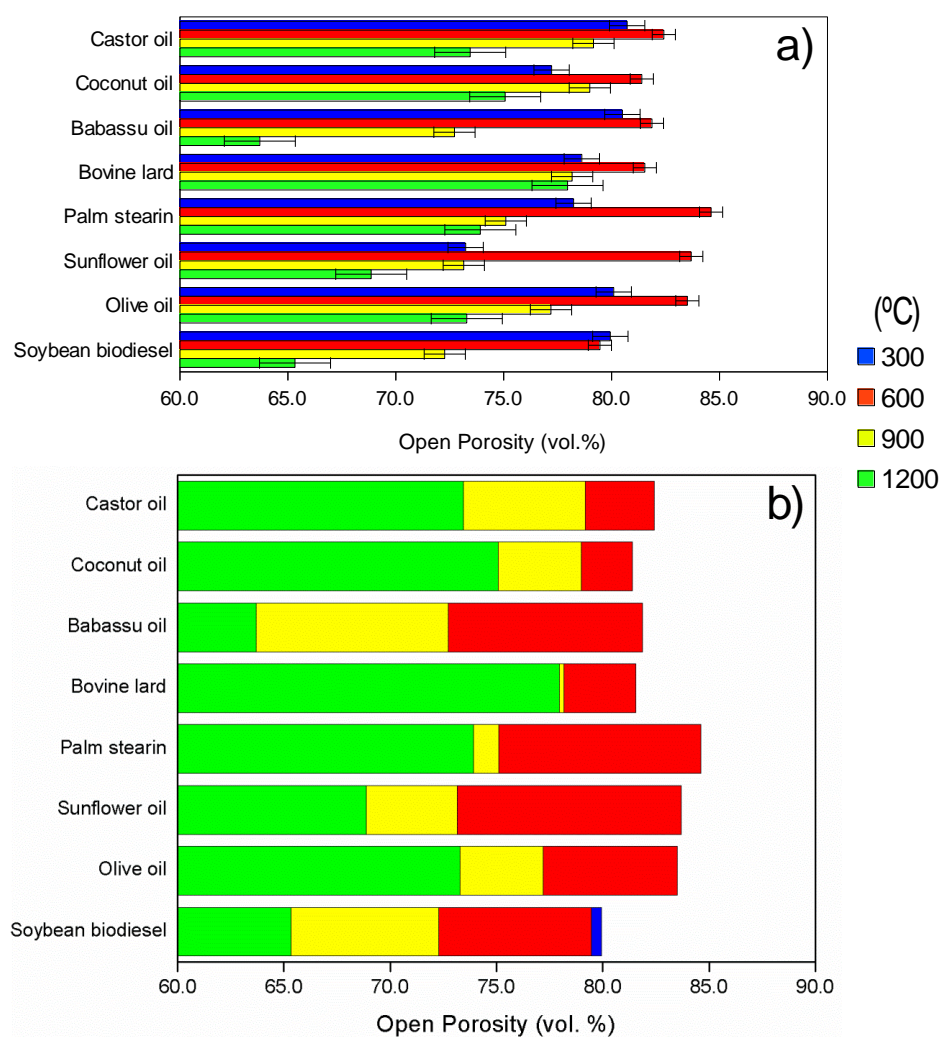 a)
Castor oil
Coconut oil
Babassu oil
Bovine lard
Palm stearin
Sunflower oil
Olive oil
Soybean biodiesel
60.0 65.0 70.0 75.0 80.0 85.0 90.0
Open Porosity (vol.%)
(ºC)
300
600
900
1200
b)
Castor oil
Coconut oil
Babassu oil
Bovine lard
Palm stearin
Sunflower oil
Olive oil
Soybean biodiesel
60.0 65.0 70.0 75.0 80.0 85.0 90.0
Open Porosity (vol. %)